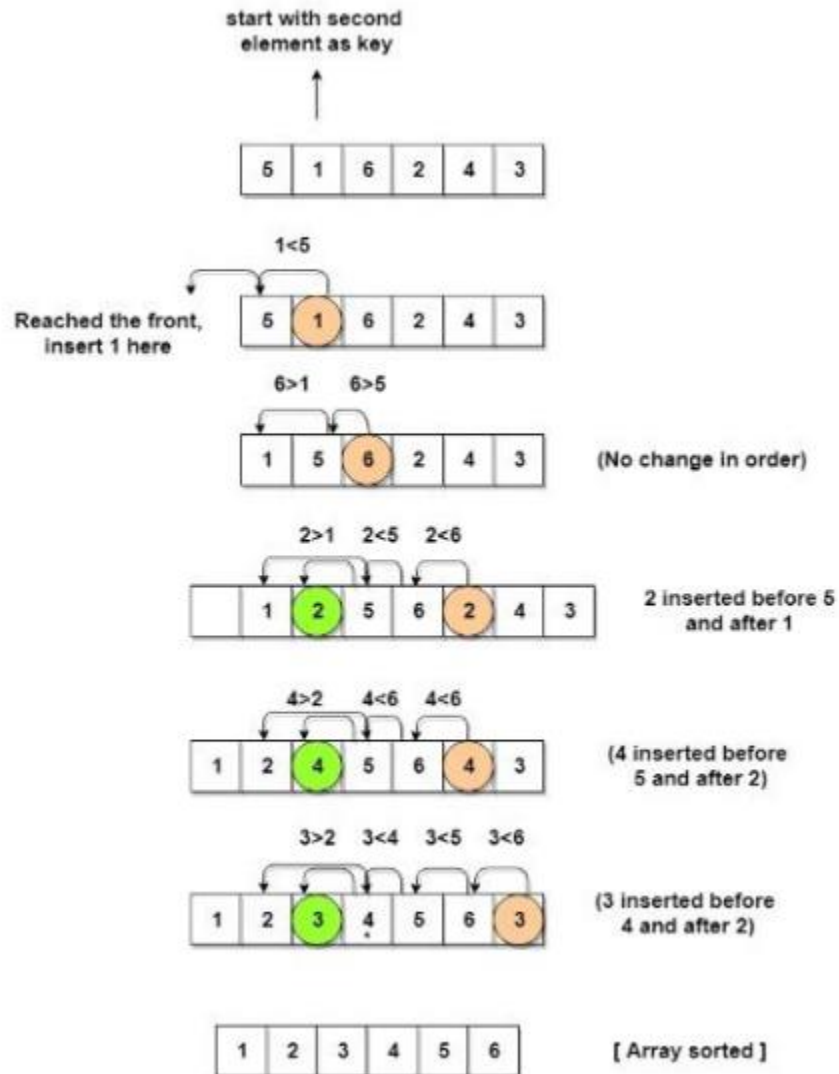 start with second
element as key
5 1 6 2 4 3
1<5
Reached the front,
insert 1 here
5 1 6 2 4 3
6>1 6>5
1 5 6 2 4 3
(No change in order)
2>1 2<5 2<6
1 2 5 6 2 4 3
2 inserted before 5
and after 1
4>2 4<6 4<6
1 2 4 5 6 4 3
(4 inserted before
5 and after 2)
3>2 3<4 3<5 3<6
1 2 3 4 5 6 3
(3 inserted before
4 and after 2)
1 2 3 4 5 6
[ Array sorted ]